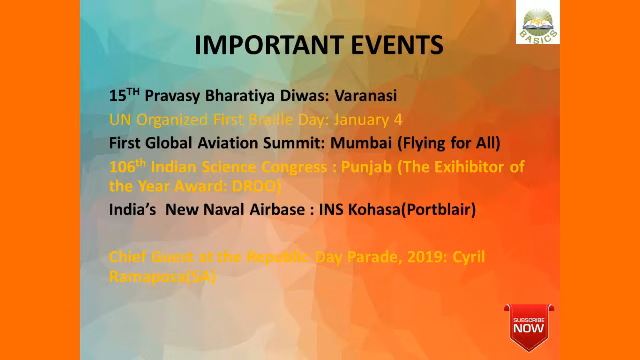 IMPORTANT EVENTS
BASICS
15TH Pravasy Bharatiya Diwas: Varanasi
UN Organized First Braille Day: January 4
First Global Aviation Summit: Mumbai (Flying for All)
106th Indian Science Congress : Punjab (The Exihibitor of
the Year Award: DRDO)
India's New Naval Airbase : INS Kohasa(Portblair)
Chief Guest at the Republic Day Parade, 2019: Cyril
Ramaposa(SA)
SUBSCRIBE
NOW